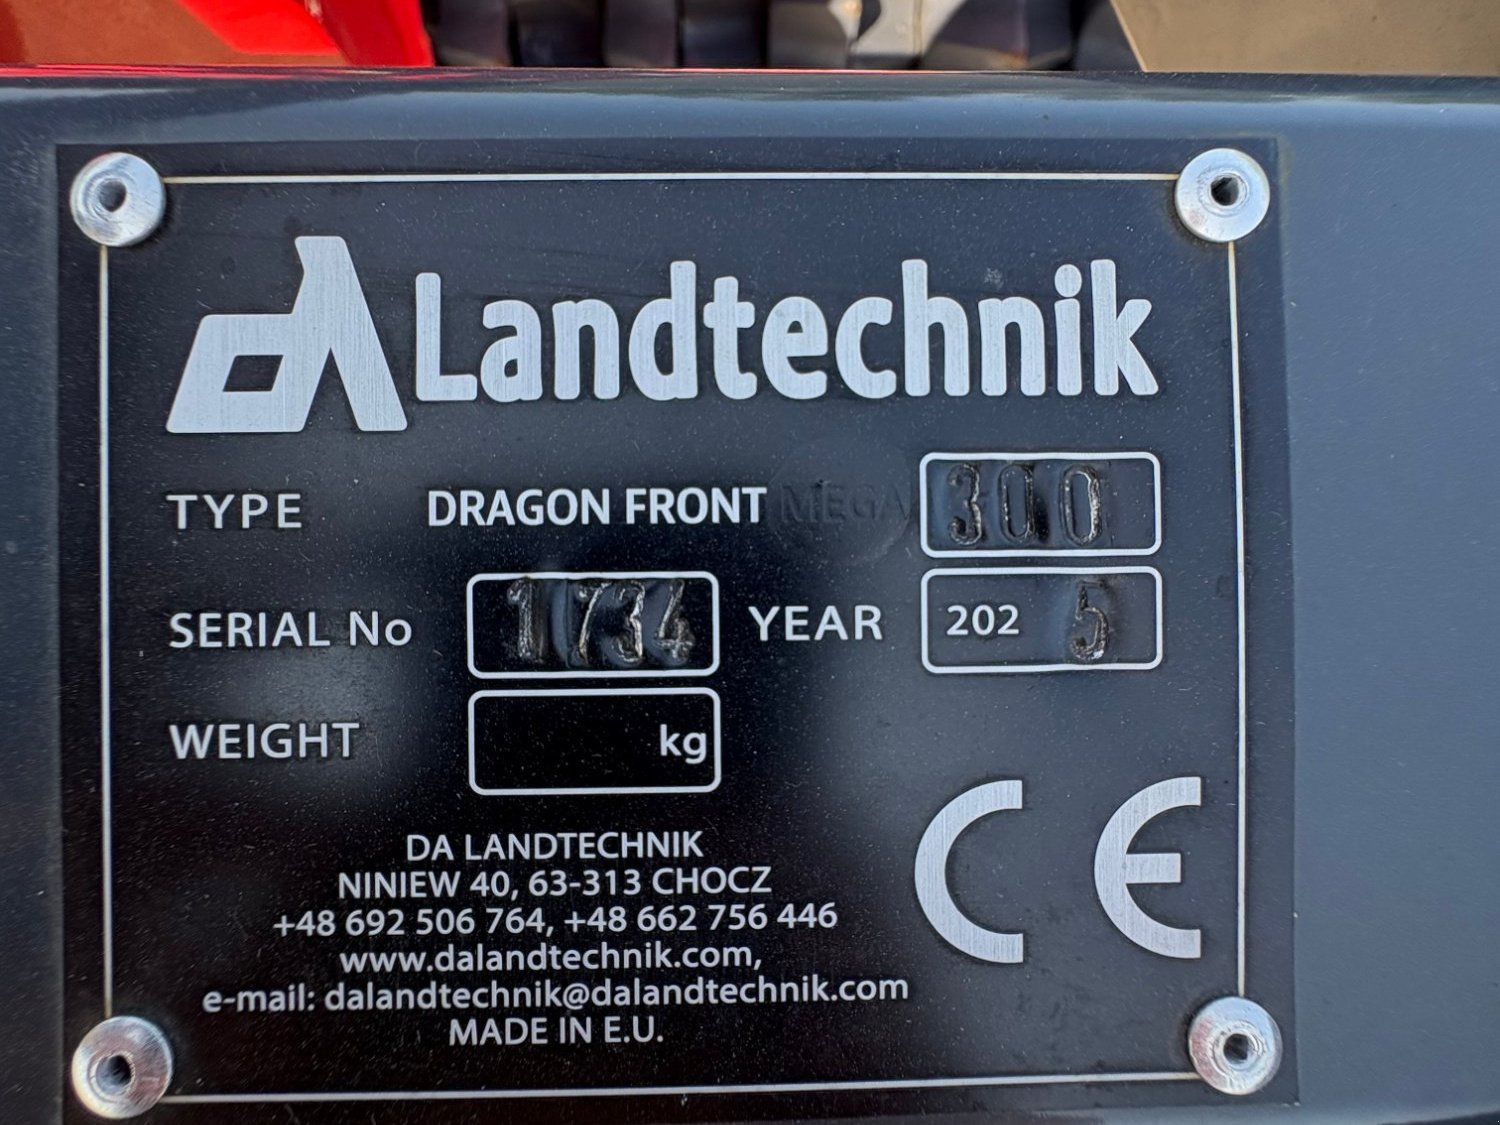 dA Landtechnik
TYPE DRAGON FRONT MEGA 300
SERIAL No 1734 YEAR 202 5
WEIGHT kg
DA LANDTECHNIK
NINIEW 40, 63-313 CHOCZ
+48 692 506 764, +48 662 756 446
www.dalandtechnik.com,
e-mail: dalandtechnik@dalandtechnik.com
MADE IN E.U.
CE